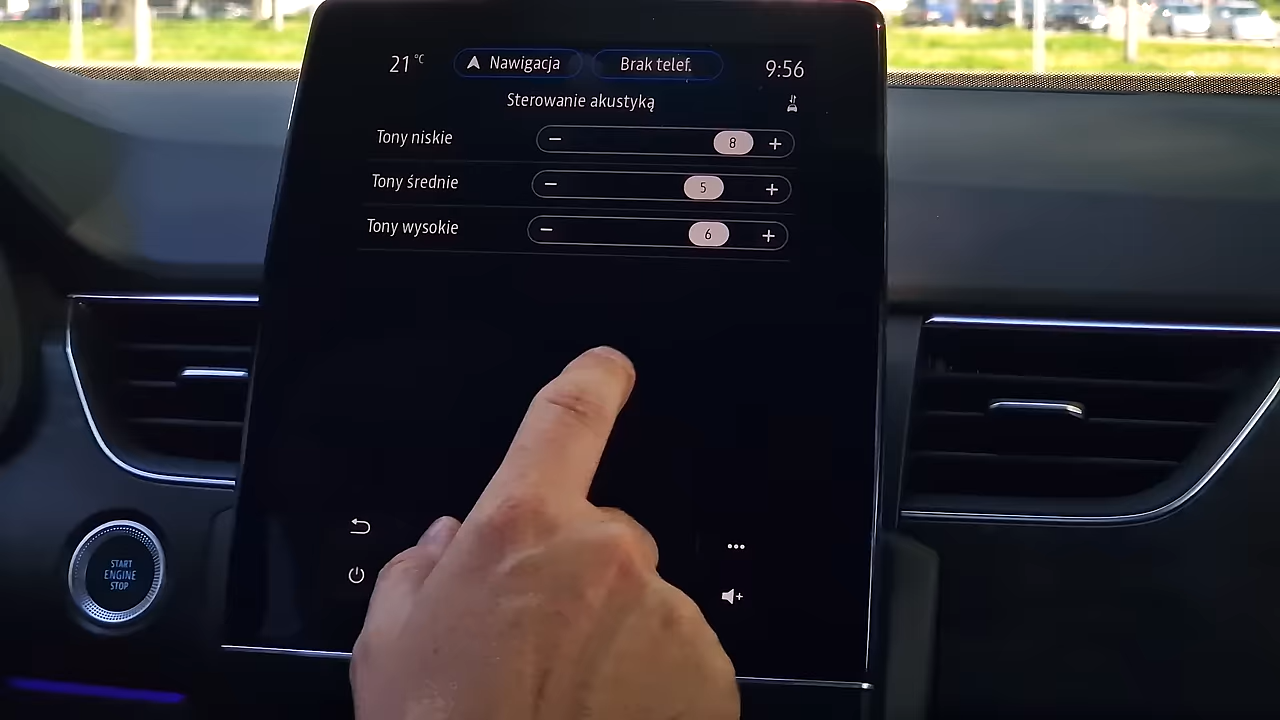 21 °C Nawigacja Brak telef. 9:56
Sterowanie akustyką
Tony niskie − 8 +
Tony średnie − 5 +
Tony wysokie − 6 +
START
ENGINE
STOP